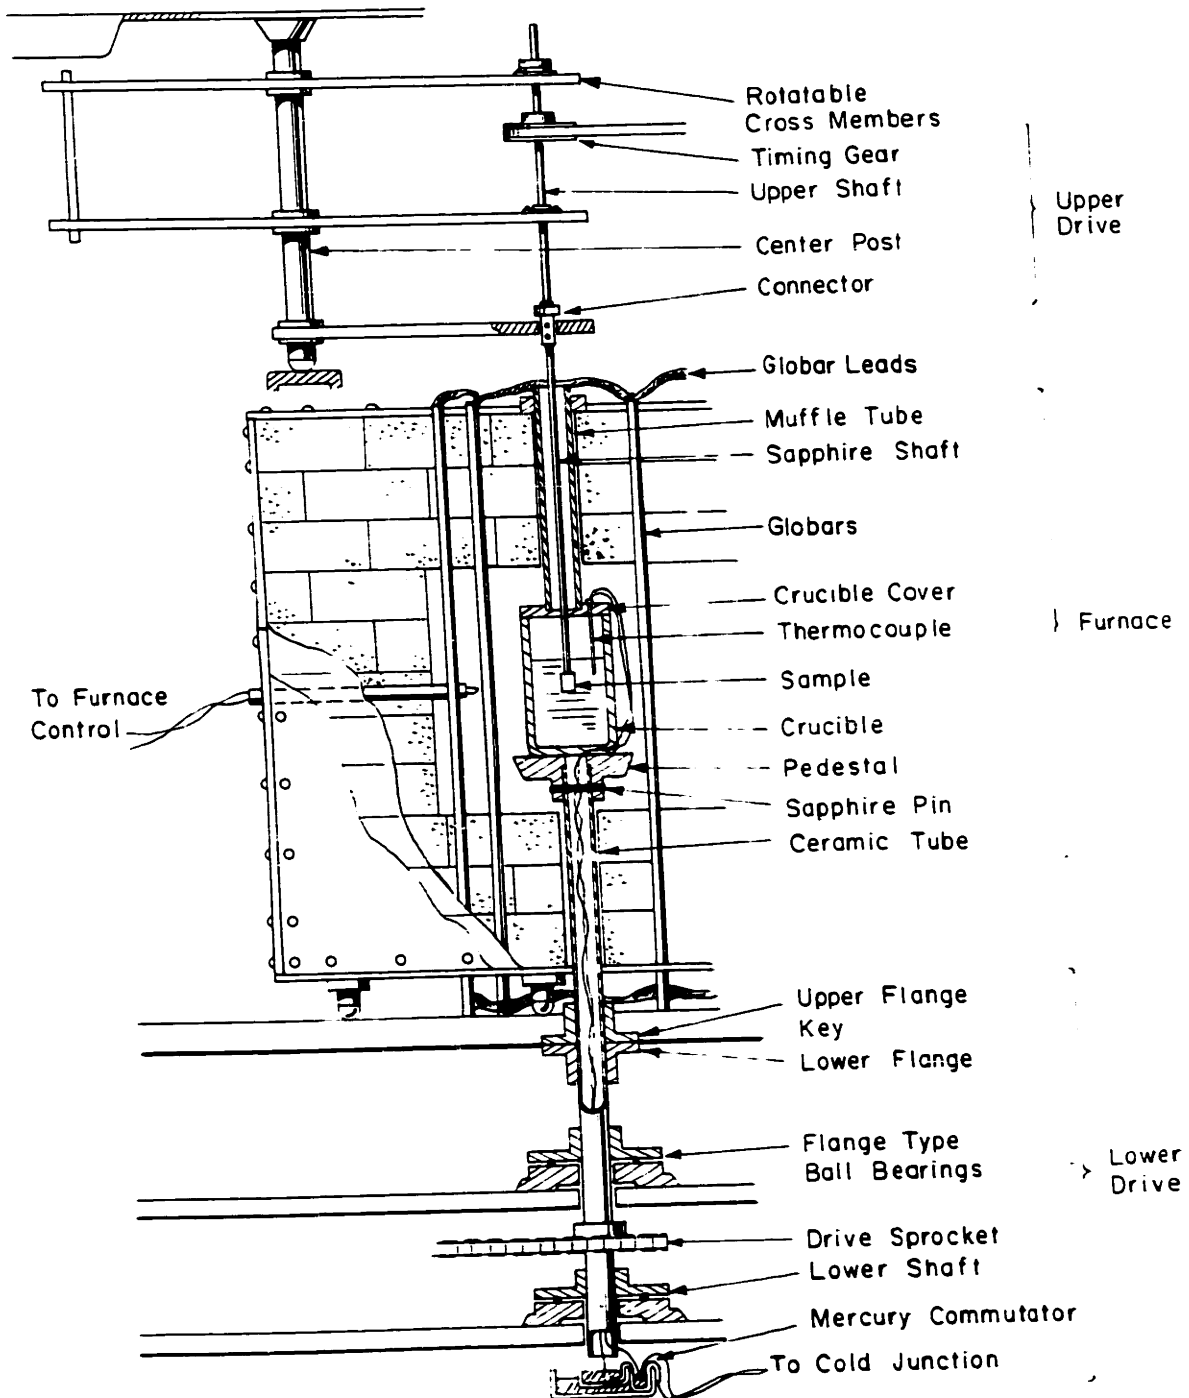 Rotatable
Cross Members
Timing Gear
Upper Shaft
Upper
Drive
Center Post
Connector
Globar Leads
Muffle Tube
Sapphire Shaft
Globars
Crucible Cover
Thermocouple
Furnace
Sample
To Furnace
Control
Crucible
Pedestal
Sapphire Pin
Ceramic Tube
Upper Flange
Key
Lower Flange
Flange Type
Ball Bearings
Lower
Drive
Drive Sprocket
Lower Shaft
Mercury Commutator
To Cold Junction